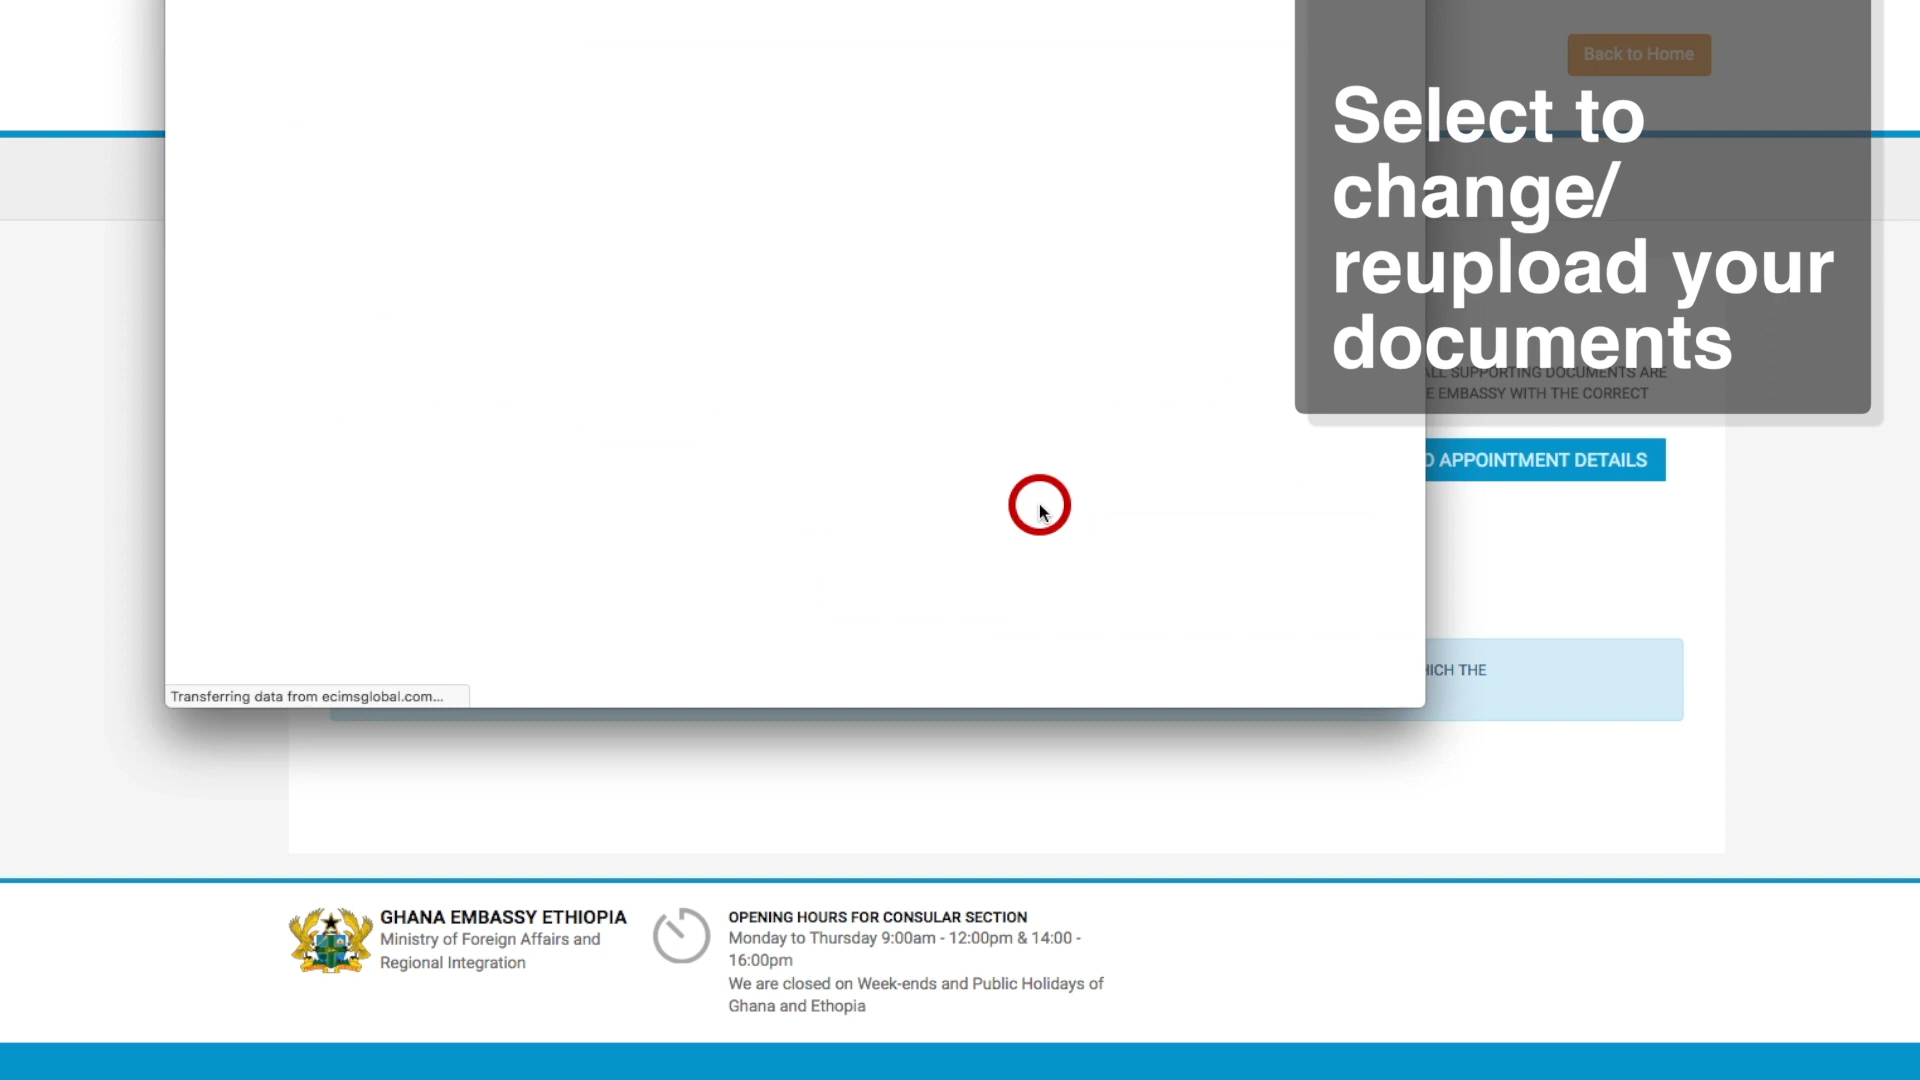 Back to Home
Select to
change/
reupload your
documents
ALL SUPPORTING DOCUMENTS ARE
E EMBASSY WITH THE CORRECT
APPOINTMENT DETAILS
HICH THE
Transferring data from ecimsglobal.com...
GHANA EMBASSY ETHIOPIA
Ministry of Foreign Affairs and
Regional Integration
OPENING HOURS FOR CONSULAR SECTION
Monday to Thursday 9:00am - 12:00pm & 14:00 -
16:00pm
We are closed on Week-ends and Public Holidays of
Ghana and Ethopia